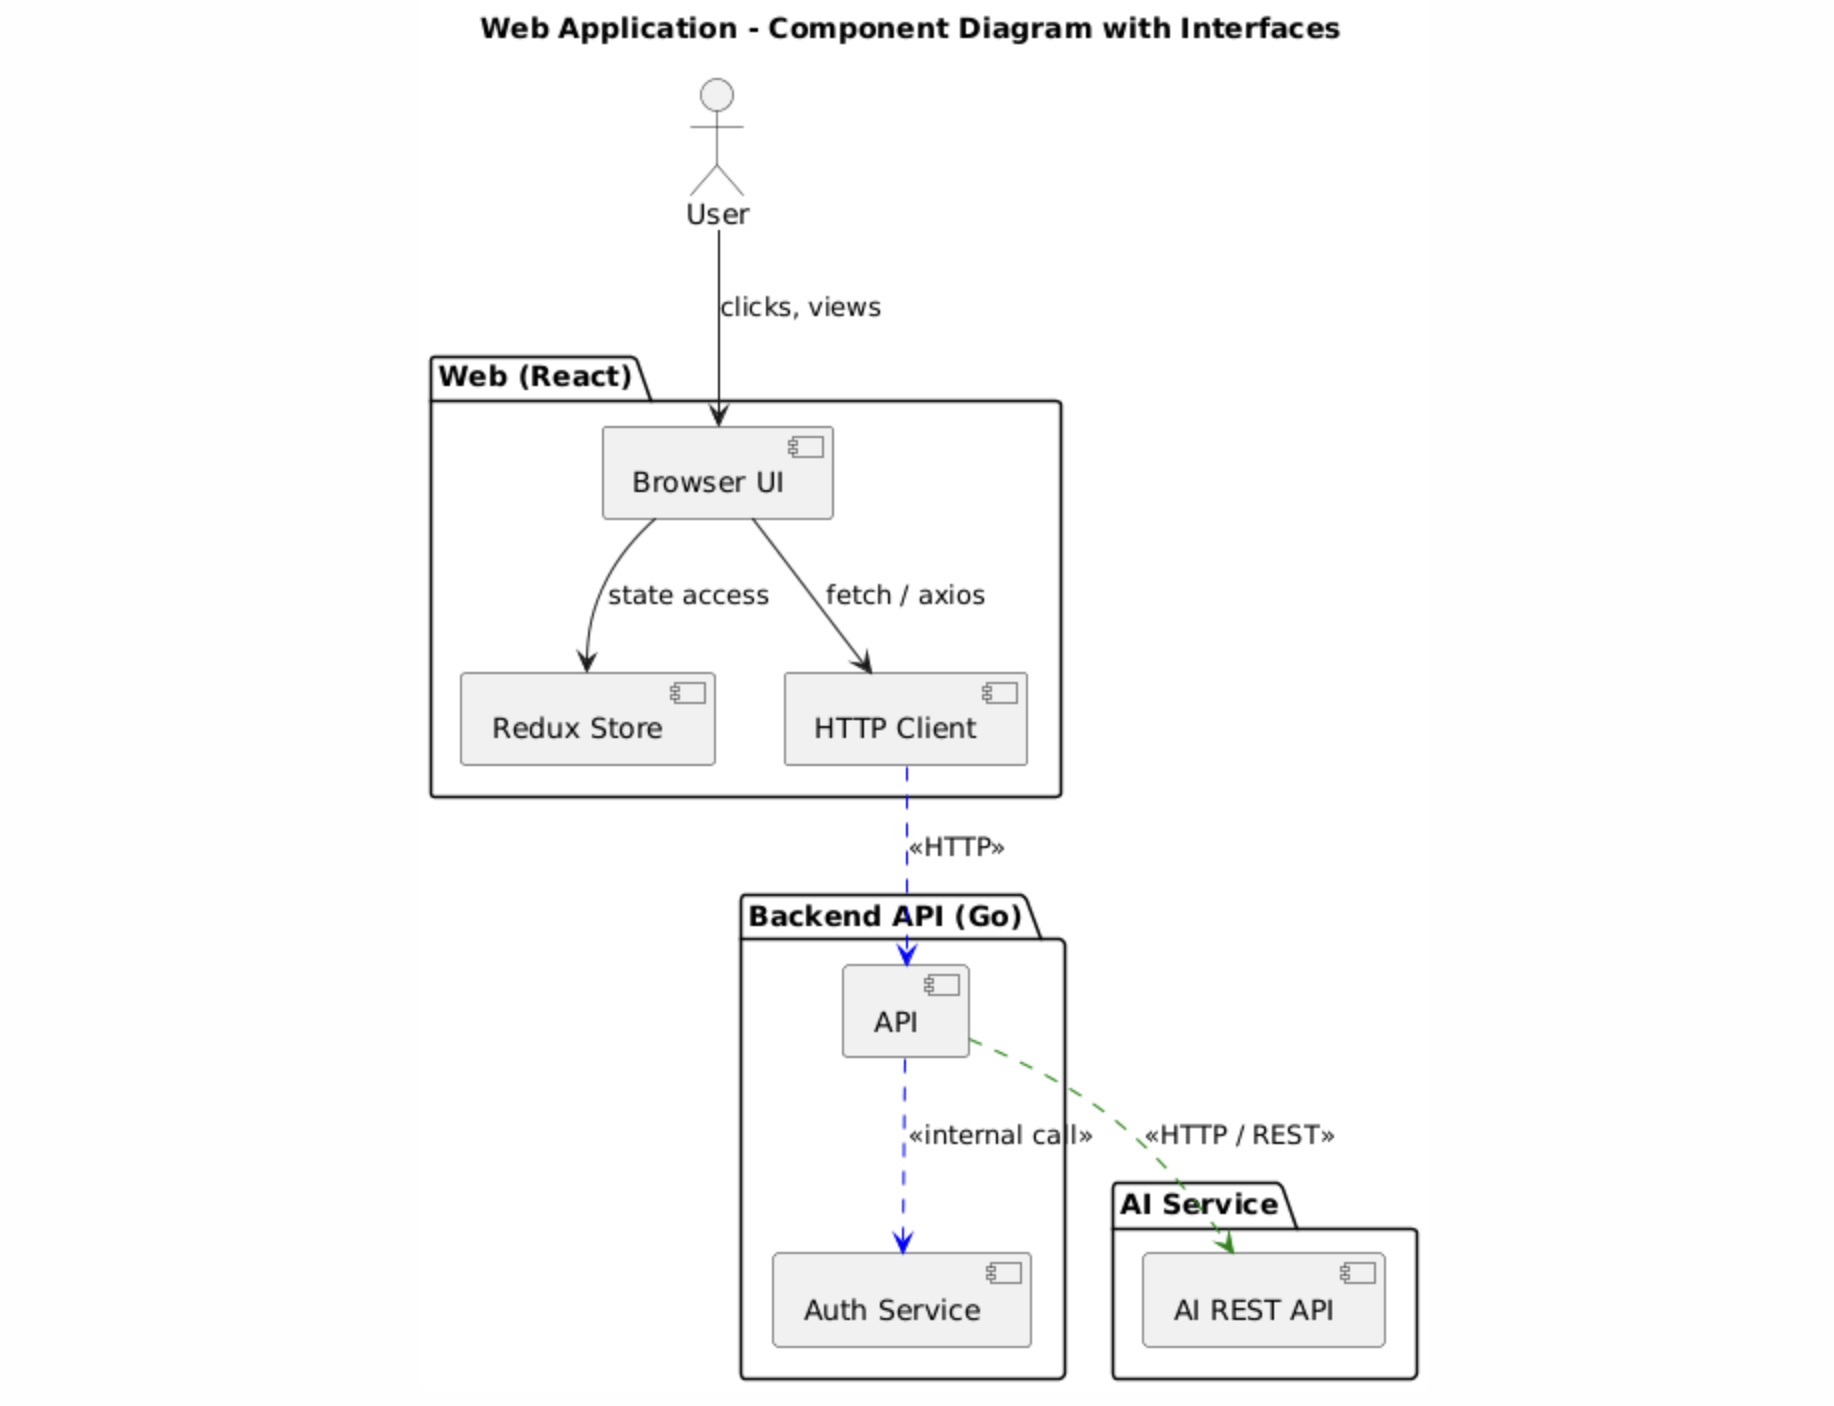 Web Application - Component Diagram with Interfaces
User
clicks, views
Web (React)
Browser UI
state access
fetch / axios
Redux Store
HTTP Client
«HTTP»
Backend API (Go)
API
«internal call»
«HTTP / REST»
AI Service
Auth Service
AI REST API